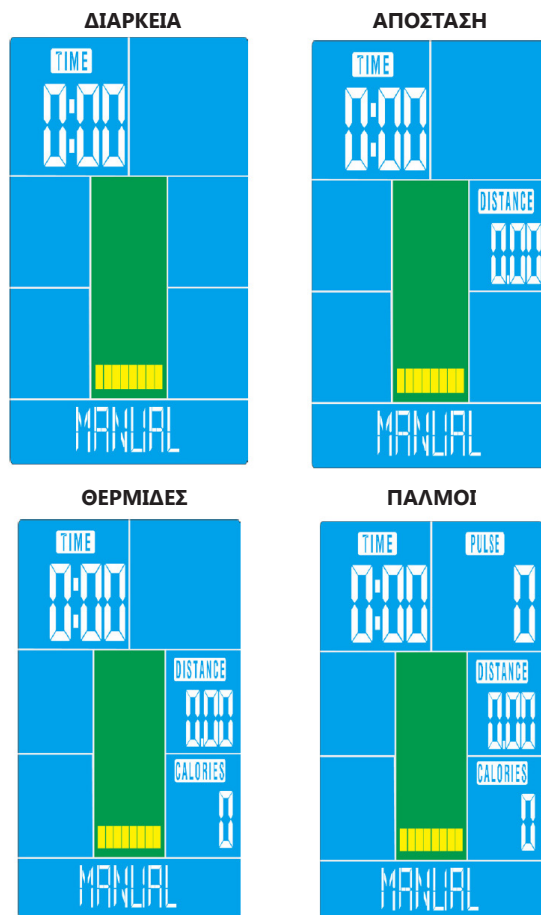 ΔΙΑΡΚΕΙΑ
TIME
0:00
MANUAL
ΑΠΟΣΤΑΣΗ
TIME
0:00
DISTANCE
0.00
MANUAL
ΘΕΡΜΙΔΕΣ
TIME
0:00
DISTANCE
0.00
CALORIES
0
MANUAL
ΠΑΛΜΟΙ
TIME
PULSE
0:00
0
DISTANCE
0.00
CALORIES
0
MANUAL